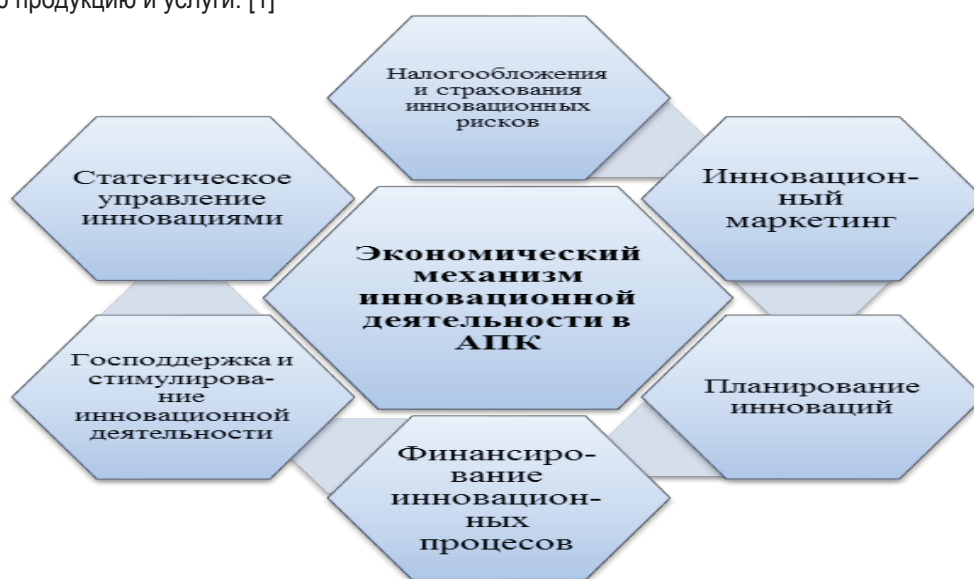 продукцию и услуги. [1]
Налогообложения
и страхования
инновационных
рисков
Статегическое
управление
инновациями
Инновацион-
ный
маркетинг
Экономический
механизм
инновационной
деятельности в
АПК
Господдержка и
стимулирова-
ние
инновационной
деятельности
Планирование
инноваций
Финансиро-
вание
инновацион-
ных
процесов